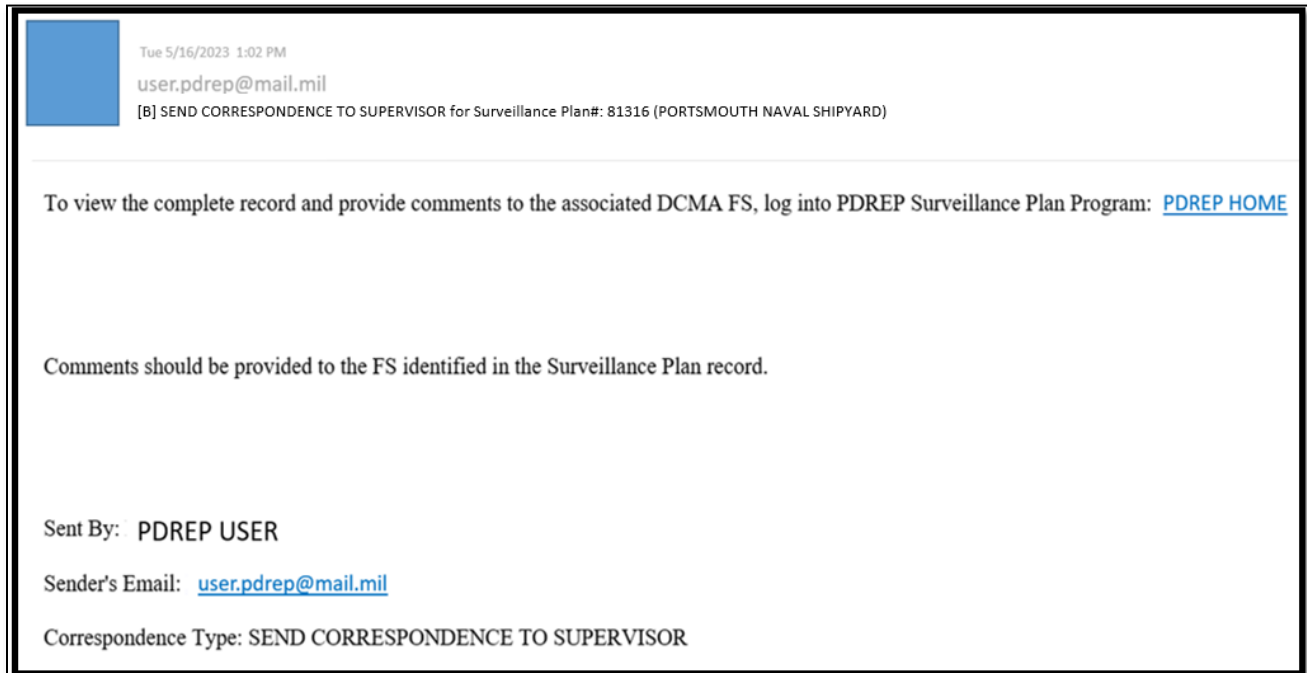 Tue 5/16/2023 1:02 PM
user.pdrep@mail.mil
[B] SEND CORRESPONDENCE TO SUPERVISOR for Surveillance Plan#: 81316 (PORTSMOUTH NAVAL SHIPYARD)
To view the complete record and provide comments to the associated DCMA FS, log into PDREP Surveillance Plan Program: PDREP HOME
Comments should be provided to the FS identified in the Surveillance Plan record.
Sent By: PDREP USER
Sender's Email: user.pdrep@mail.mil
Correspondence Type: SEND CORRESPONDENCE TO SUPERVISOR